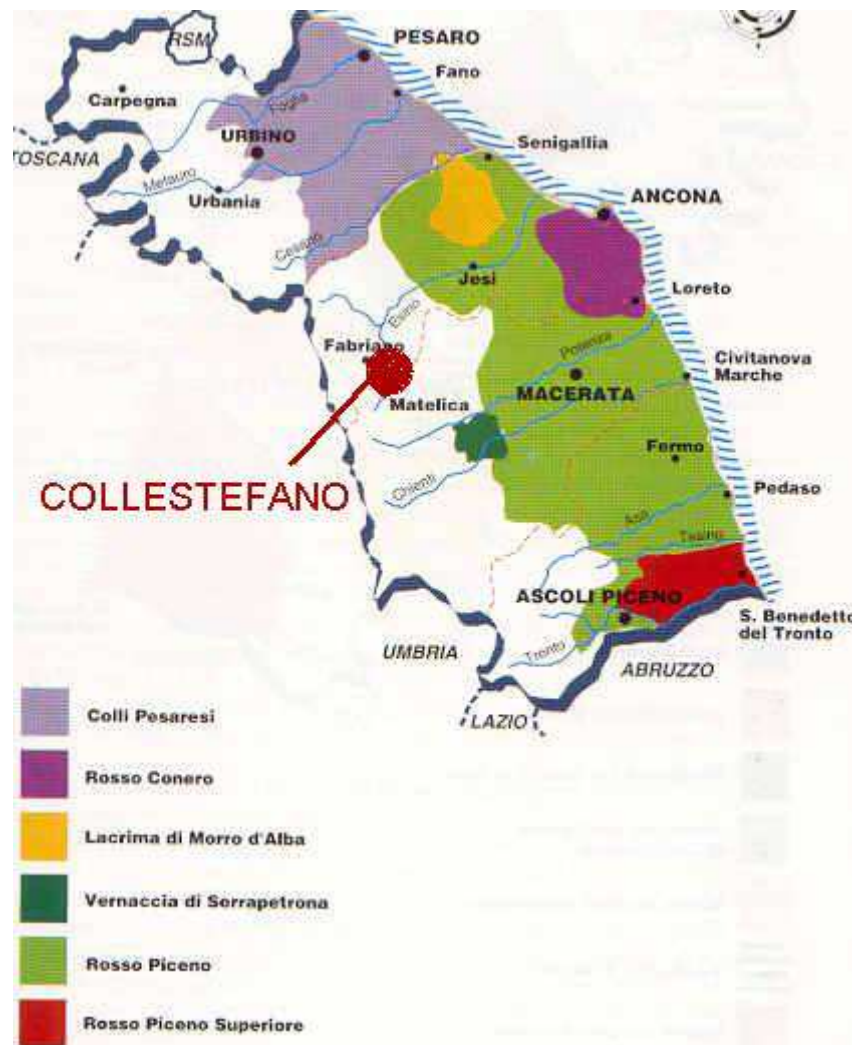 RSM
PESARO
Fano
Carpegna
Foglia
URBINO
Senigallia
TOSCANA
Metauro
Urbania
ANCONA
Cesano
Jesi
Loreto
Esino
Fabriano
Potenza
Civitanova
Marche
MACERATA
Matelica
Fermo
COLLESTEFANO
Chienti
Pedaso
Aso
Tesino
ASCOLI PICENO
S. Benedetto
del Tronto
UMBRIA
Tronto
ABRUZZO
LAZIO
Colli Pesaresi
Rosso Conero
Lacrima di Morro d'Alba
Vernaccia di Serrapetrona
Rosso Piceno
Rosso Piceno Superiore